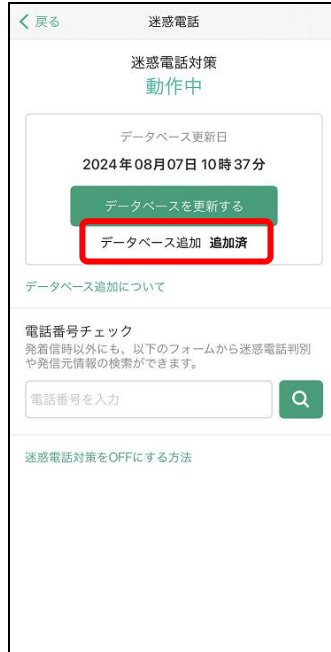 戻る 迷惑電話
迷惑電話対策
動作中
データベース更新日
2024年08月07日 10時37分
データベースを更新する
データベース追加 追加済
データベース追加について
電話番号チェック
発着信時以外にも、以下のフォームから迷惑電話判別
や発信元情報の検索ができます。
電話番号を入力
迷惑電話対策をOFFにする方法